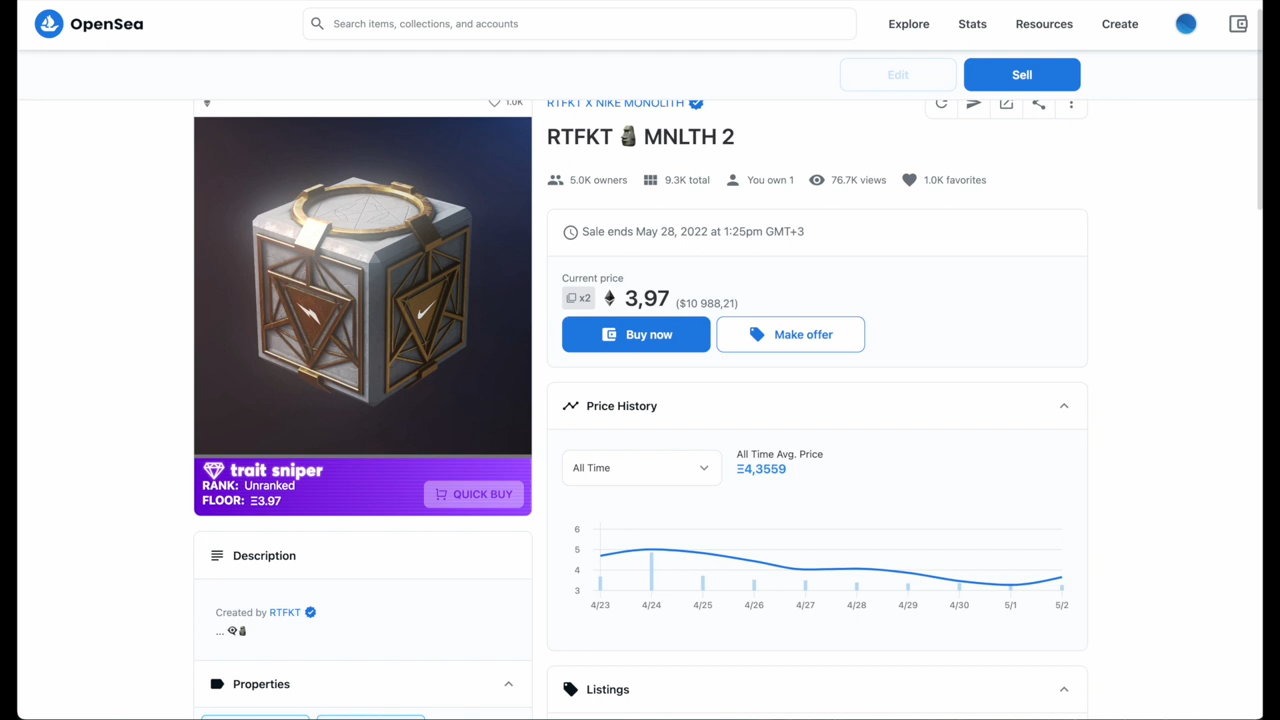 OpenSea
Search items, collections, and accounts
Explore
Stats
Resources
Create
Edit
Sell
1.0K
RTFKT X NIKE MONOLITH
RTFKT 🗿 MNLTH 2
5.0K owners
9.3K total
You own 1
76.7K views
1.0K favorites
Sale ends May 28, 2022 at 1:25pm GMT+3
Current price
x2
3,97 ($10 988,21)
Buy now
Make offer
trait sniper
RANK: Unranked
FLOOR: Ξ3.97
QUICK BUY
Price History
All Time
All Time Avg. Price
Ξ4,3559
6
5
4
3
4/23 4/24 4/25 4/26 4/27 4/28 4/29 4/30 5/1 5/2
Description
Created by RTFKT
... 👁️‍🗨️🗿
Properties
Listings